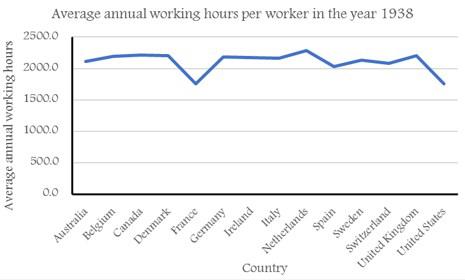 Average annual working hours per worker in the year 1938
Average annual working hours
2500.0
2000.0
1500.0
1000.0
500.0
0.0
Australia
Belgium
Canada
Denmark
France
Germany
Ireland
Italy
Netherlands
Spain
Sweden
Switzerland
United Kingdom
United States
Country